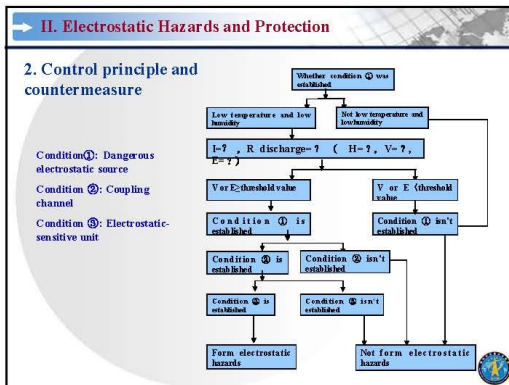 II. Electrostatic Hazards and Protection
2. Control principle and
countermeasure
Condition①: Dangerous
electrostatic source
Condition ②: Coupling
channel
Condition ③: Electrostatic-
sensitive unit
Whether condition ① was
established
Low temperature and low
humidity
Not low temperature and
low humidity
I=? , R discharge=? ( H=? , V=? ,
E=? )
V or E≥threshold value
V or E <threshold
value
Condition ① is
established
Condition ① isn't
established
Condition ③ is
established
Condition ② isn't
established
Condition is
established
Condition isn't
established
Form electrostatic
hazards
Not form electrostatic
hazards